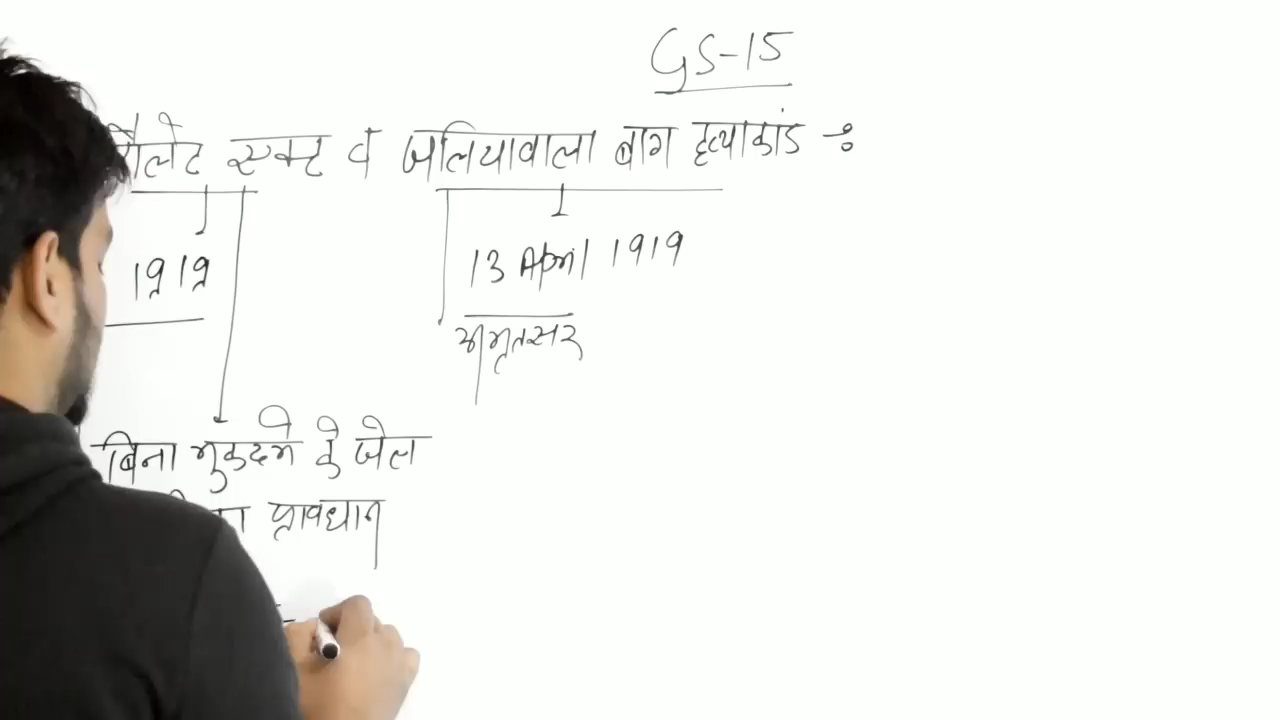 GS-15
रौलेट एक्ट व जलियावाला बाग हत्याकांड :-
1919
13 April 1919
अमृतसर
बिना मुकदमे के जेल
प्रावधान